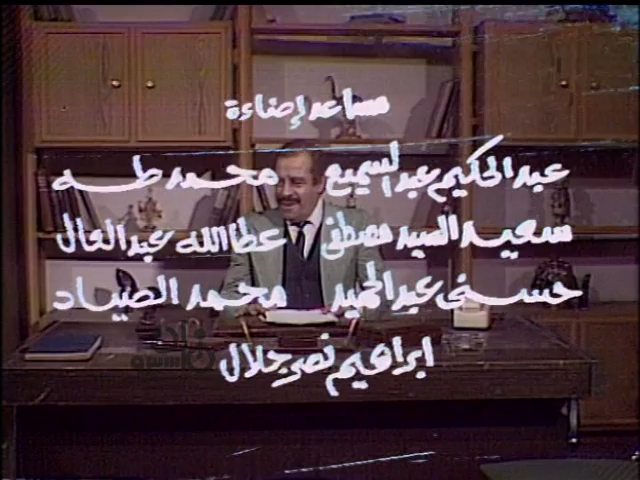 مساعد إضاءة
عبد الحكيم عبد السميع محمد طه
سعيد السيد مصطفى عطا الله عبد العال
حسنى عبد الحميد محمد الصياد
ابراهيم نصر جلال